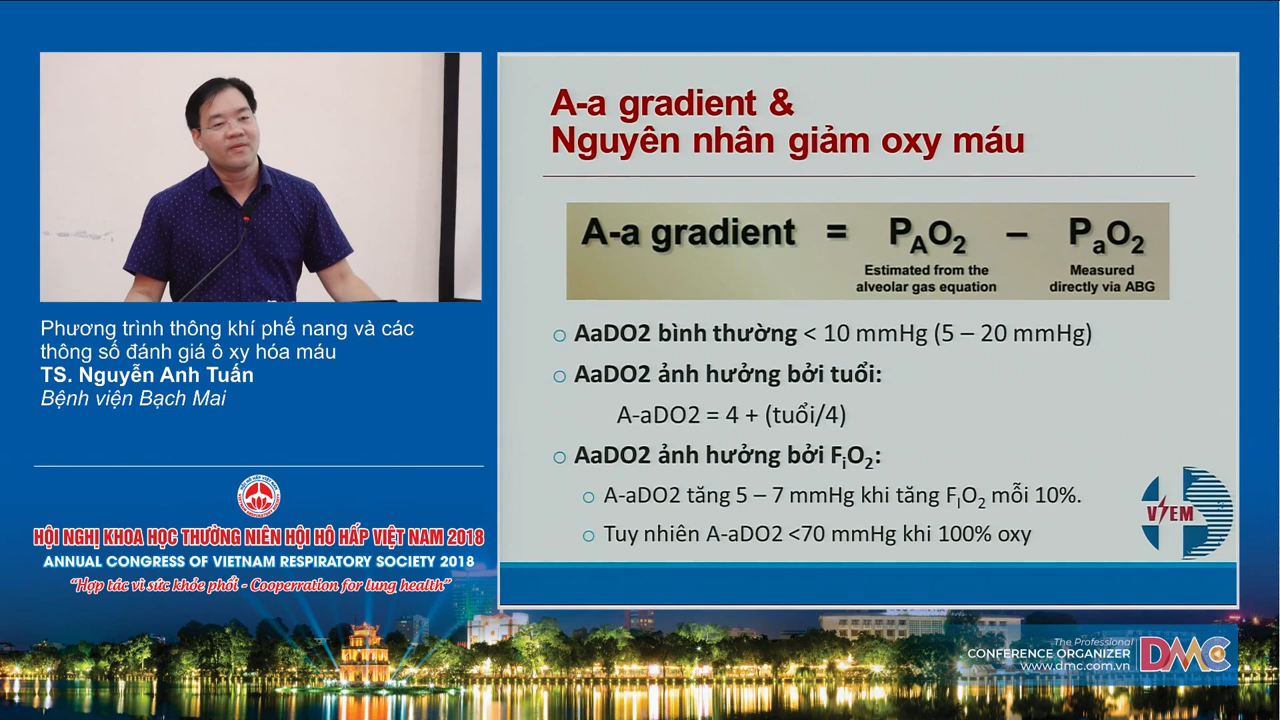 Phương trình thông khí phế nang và các
thông số đánh giá ô xy hóa máu
TS. Nguyễn Anh Tuấn
Bệnh viện Bạch Mai
HỘI HÔ HẤP VIỆT NAM
HỘI NGHỊ KHOA HỌC THƯỜNG NIÊN HỘI HÔ HẤP VIỆT NAM 2018
ANNUAL CONGRESS OF VIETNAM RESPIRATORY SOCIETY 2018
"Hợp tác vì sức khỏe phổi - Cooperration for lung health"
A-a gradient &
Nguyên nhân giảm oxy máu
A-a gradient = PAO2 – PaO2
Estimated from the alveolar gas equation
Measured directly via ABG
AaDO2 bình thường < 10 mmHg (5 – 20 mmHg)
AaDO2 ảnh hưởng bởi tuổi:
A-aDO2 = 4 + (tuổi/4)
AaDO2 ảnh hưởng bởi FiO2:
A-aDO2 tăng 5 – 7 mmHg khi tăng FiO2 mỗi 10%.
Tuy nhiên A-aDO2 <70 mmHg khi 100% oxy
VSEM
The Professional
CONFERENCE ORGANIZER
www.dmc.com.vn
DMC